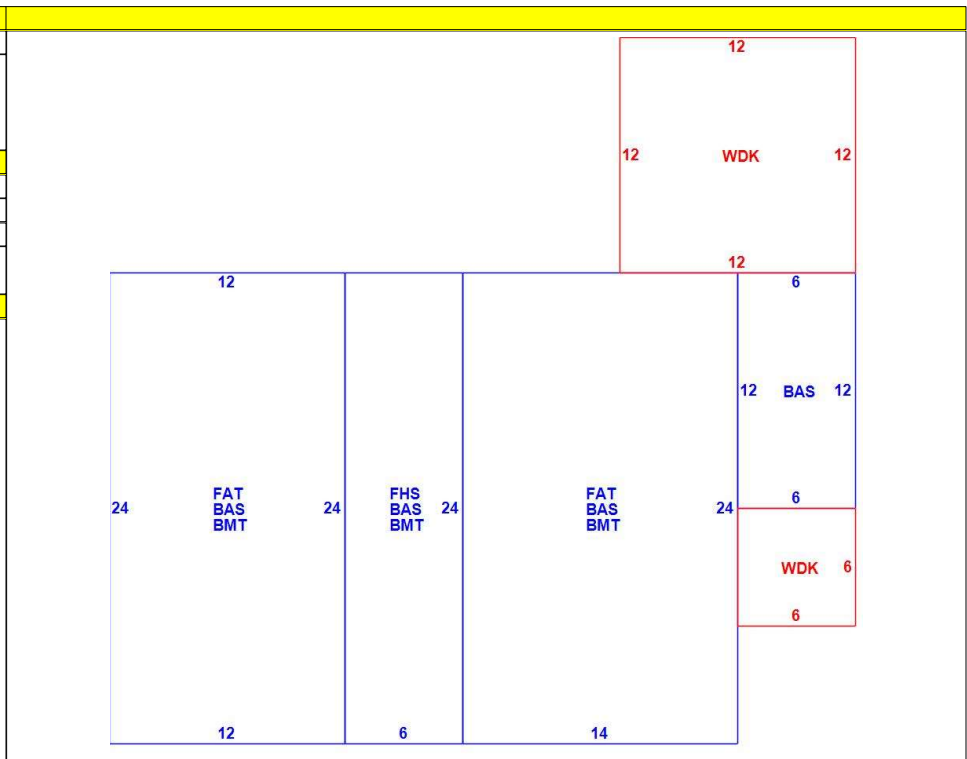 12
12 WDK 12
12
12 6
12 BAS 12
6
24 FAT BAS BMT 24 FHS BAS BMT 24 FAT BAS BMT 24
WDK 6
6
12 6 14